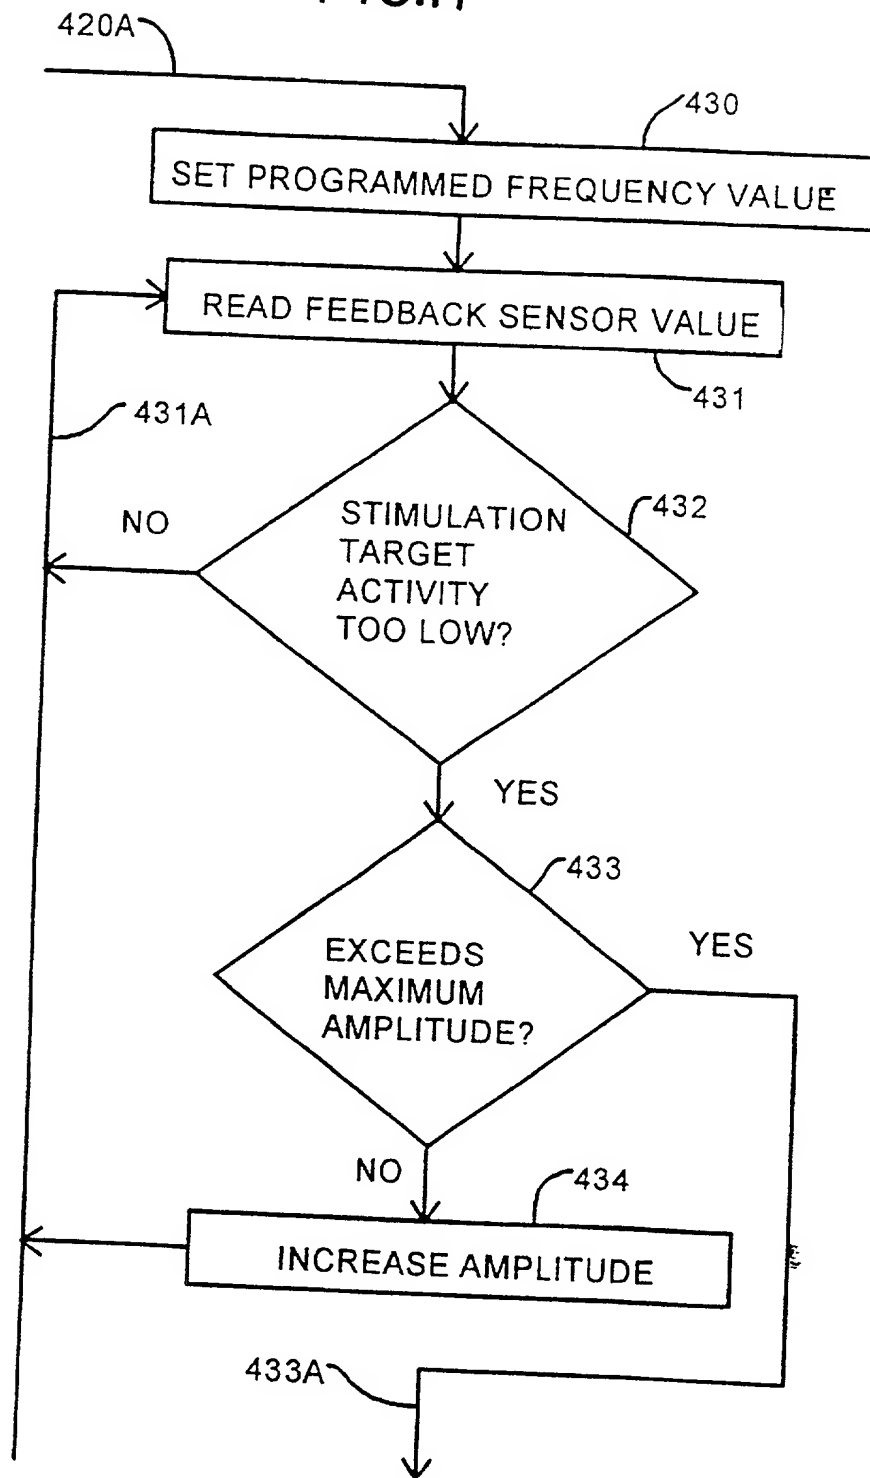 420A
430
SET PROGRAMMED FREQUENCY VALUE
READ FEEDBACK SENSOR VALUE
431
431A
NO
STIMULATION
TARGET
ACTIVITY
TOO LOW?
432
YES
433
EXCEEDS
MAXIMUM
AMPLITUDE?
YES
NO
434
INCREASE AMPLITUDE
433A